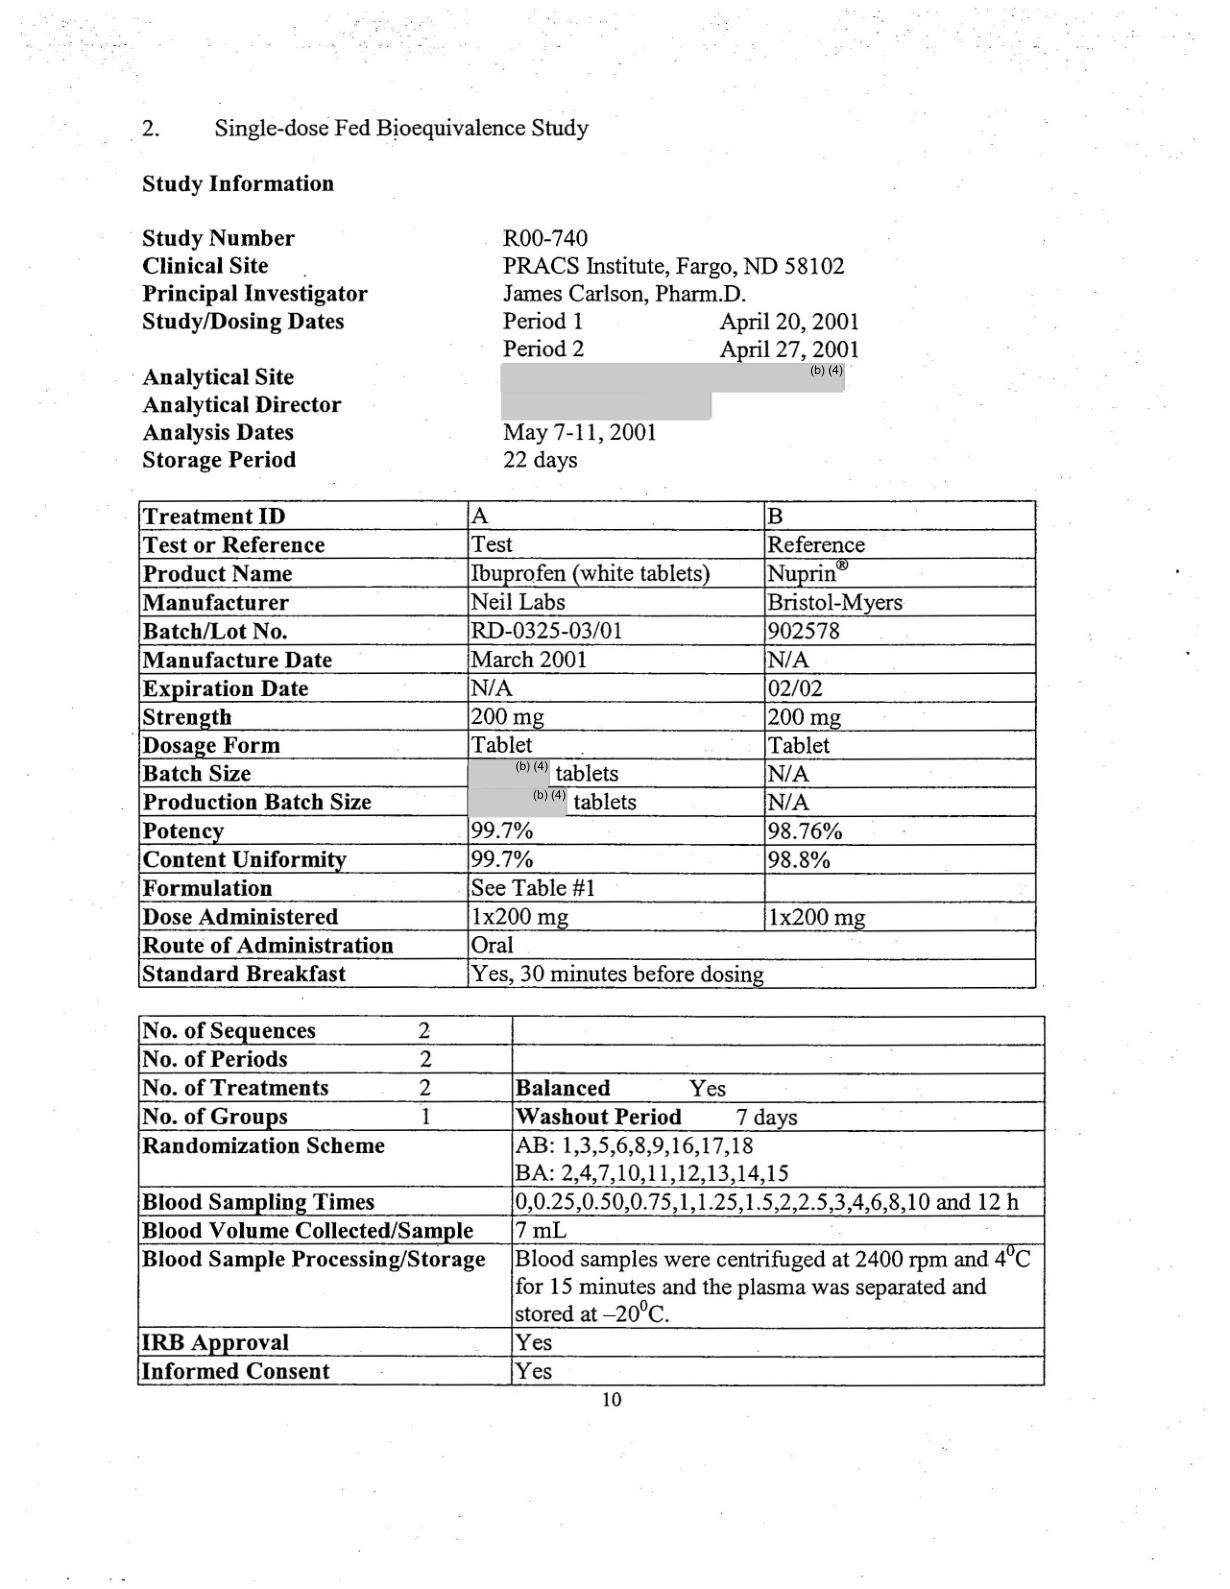 2. Single-dose Fed Bioequivalence Study
Study Information
Study Number R00-740
Clinical Site PRACS Institute, Fargo, ND 58102
Principal Investigator James Carlson, Pharm.D.
Study/Dosing Dates Period 1 April 20, 2001
Period 2 April 27, 2001
Analytical Site (b) (4)
Analytical Director
Analysis Dates May 7-11, 2001
Storage Period 22 days
Treatment ID A B
Test or Reference Test Reference
Product Name Ibuprofen (white tablets) Nuprin®
Manufacturer Neil Labs Bristol-Myers
Batch/Lot No. RD-0325-03/01 902578
Manufacture Date March 2001 N/A
Expiration Date N/A 02/02
Strength 200 mg 200 mg
Dosage Form Tablet Tablet
Batch Size (b) (4) tablets N/A
Production Batch Size (b) (4) tablets N/A
Potency 99.7% 98.76%
Content Uniformity 99.7% 98.8%
Formulation See Table #1
Dose Administered 1x200 mg 1x200 mg
Route of Administration Oral
Standard Breakfast Yes, 30 minutes before dosing
No. of Sequences 2
No. of Periods 2
No. of Treatments 2 Balanced Yes
No. of Groups 1 Washout Period 7 days
Randomization Scheme AB: 1,3,5,6,8,9,16,17,18
BA: 2,4,7,10,11,12,13,14,15
Blood Sampling Times 0,0.25,0.50,0.75,1,1.25,1.5,2,2.5,3,4,6,8,10 and 12 h
Blood Volume Collected/Sample 7 mL
Blood Sample Processing/Storage Blood samples were centrifuged at 2400 rpm and 4⁰C
for 15 minutes and the plasma was separated and
stored at –20⁰C.
IRB Approval Yes
Informed Consent Yes
10